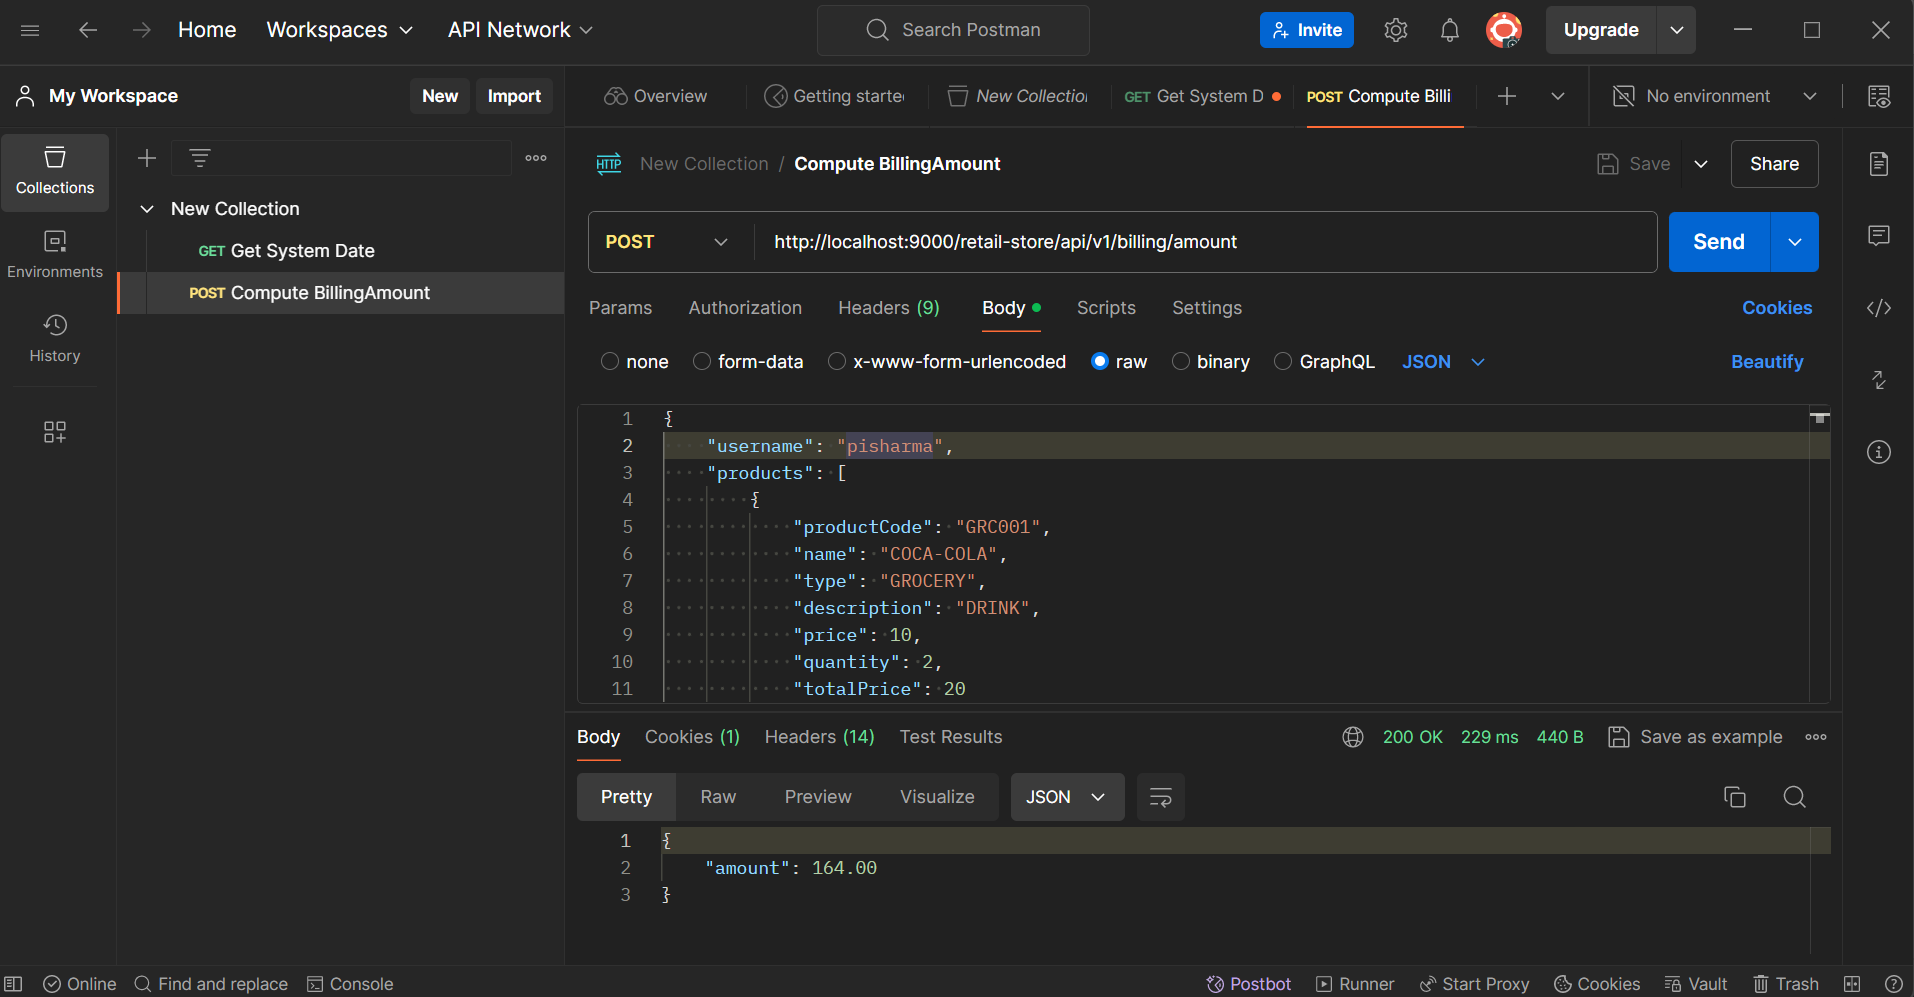 Home Workspaces API Network Search Postman Invite Upgrade
My Workspace New Import Overview Getting starte New Collectio GET Get System D POST Compute Billi No environment
Collections
Environments
History
New Collection
GET Get System Date
POST Compute BillingAmount
HTTP New Collection / Compute BillingAmount Save Share
POST http://localhost:9000/retail-store/api/v1/billing/amount Send
Params Authorization Headers (9) Body Scripts Settings Cookies
none form-data x-www-form-urlencoded raw binary GraphQL JSON Beautify
1 {
2 "username": "pisharma",
3 "products": [
4 {
5 "productCode": "GRC001",
6 "name": "COCA-COLA",
7 "type": "GROCERY",
8 "description": "DRINK",
9 "price": 10,
10 "quantity": 2,
11 "totalPrice": 20
Body Cookies (1) Headers (14) Test Results 200 OK 229 ms 440 B Save as example
Pretty Raw Preview Visualize JSON
1 {
2 "amount": 164.00
3 }
Online Find and replace Console Postbot Runner Start Proxy Cookies Vault Trash